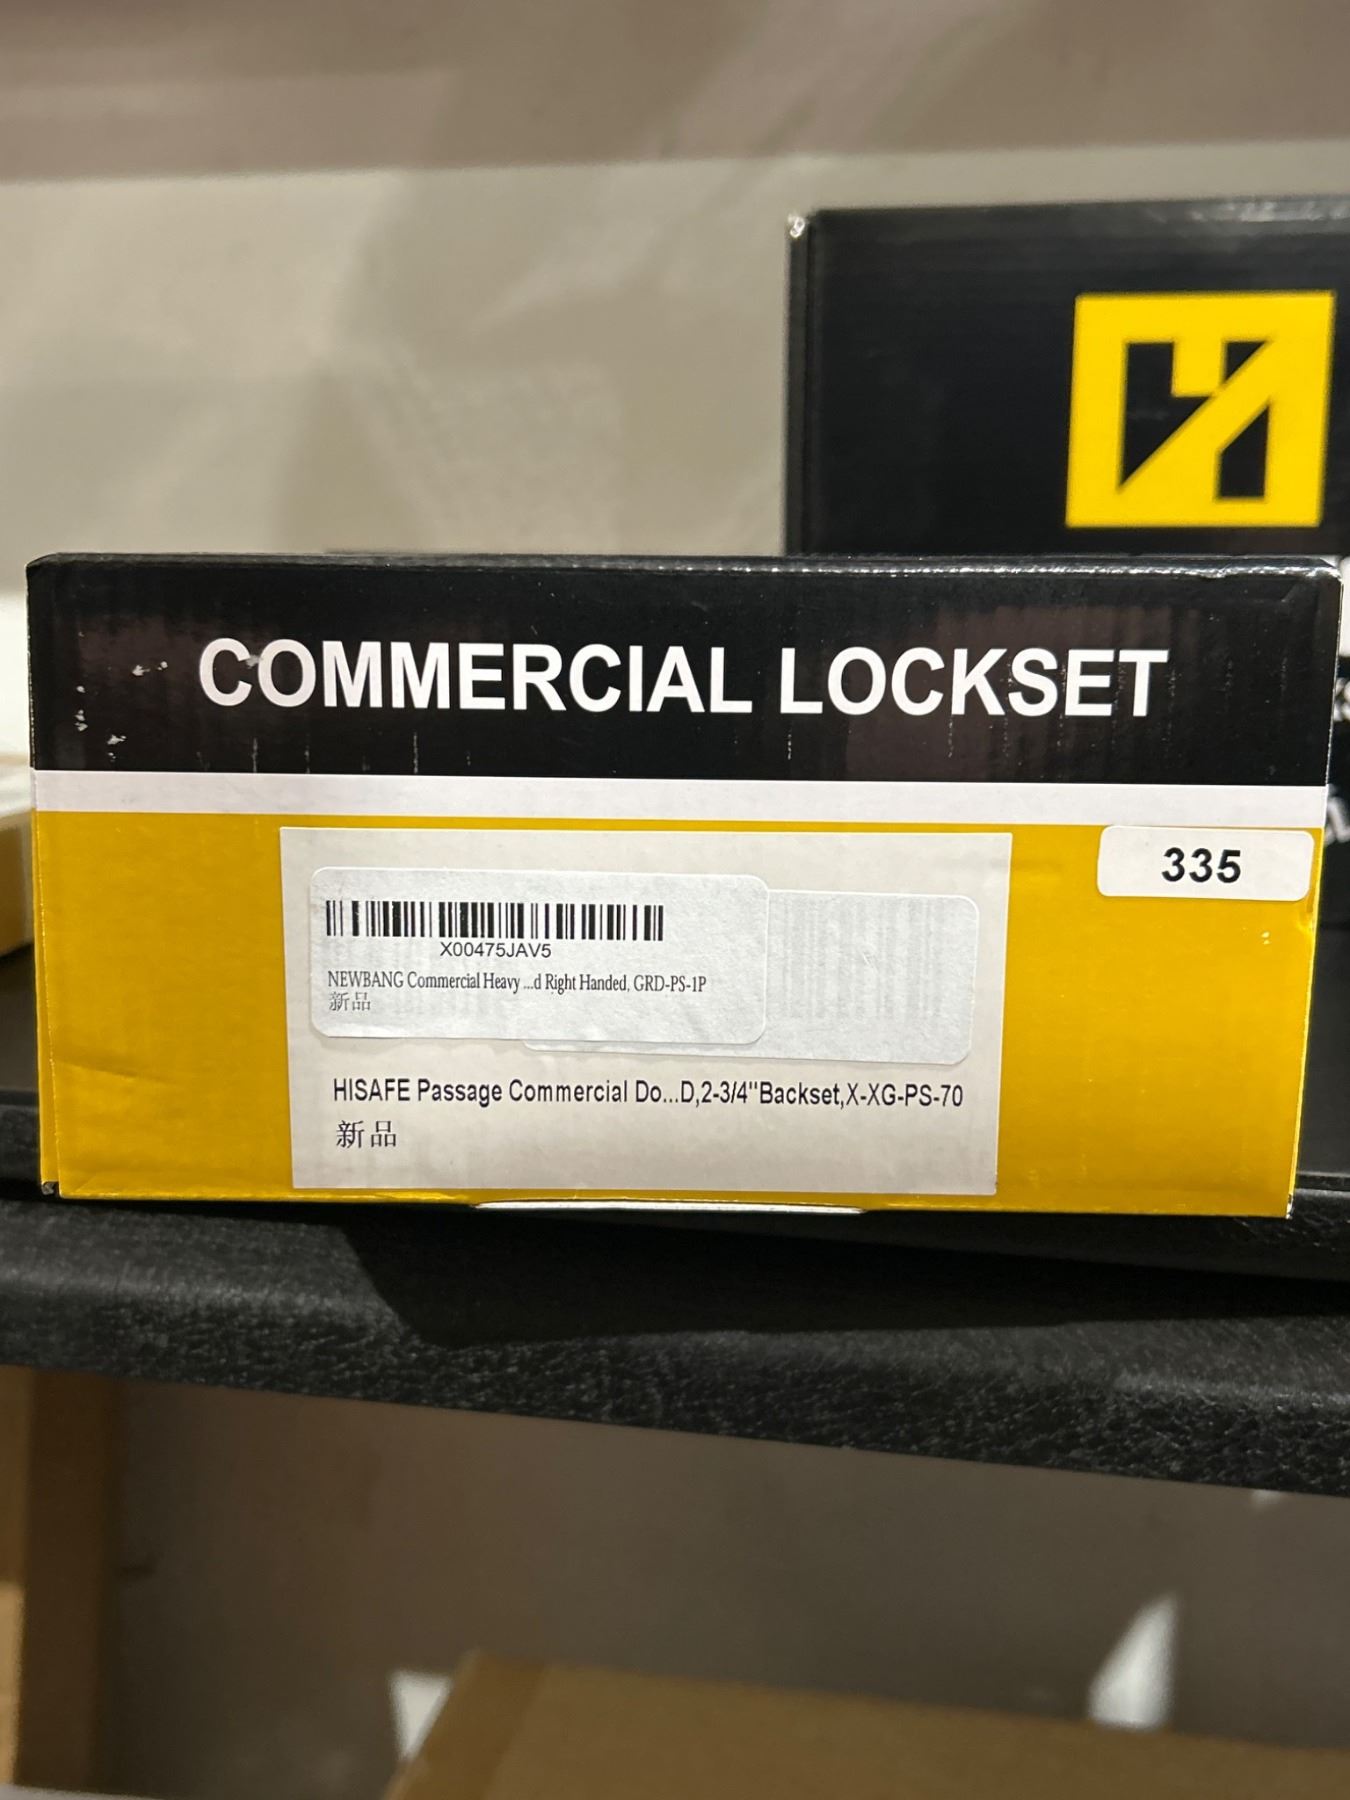 COMMERCIAL LOCKSET
335
X00475JAV5
NEWBANG Commercial Heavy ...d Right Handed, GRD-PS-1P
新品
HISAFE Passage Commercial Do...D,2-3/4"Backset,X-XG-PS-70
新品